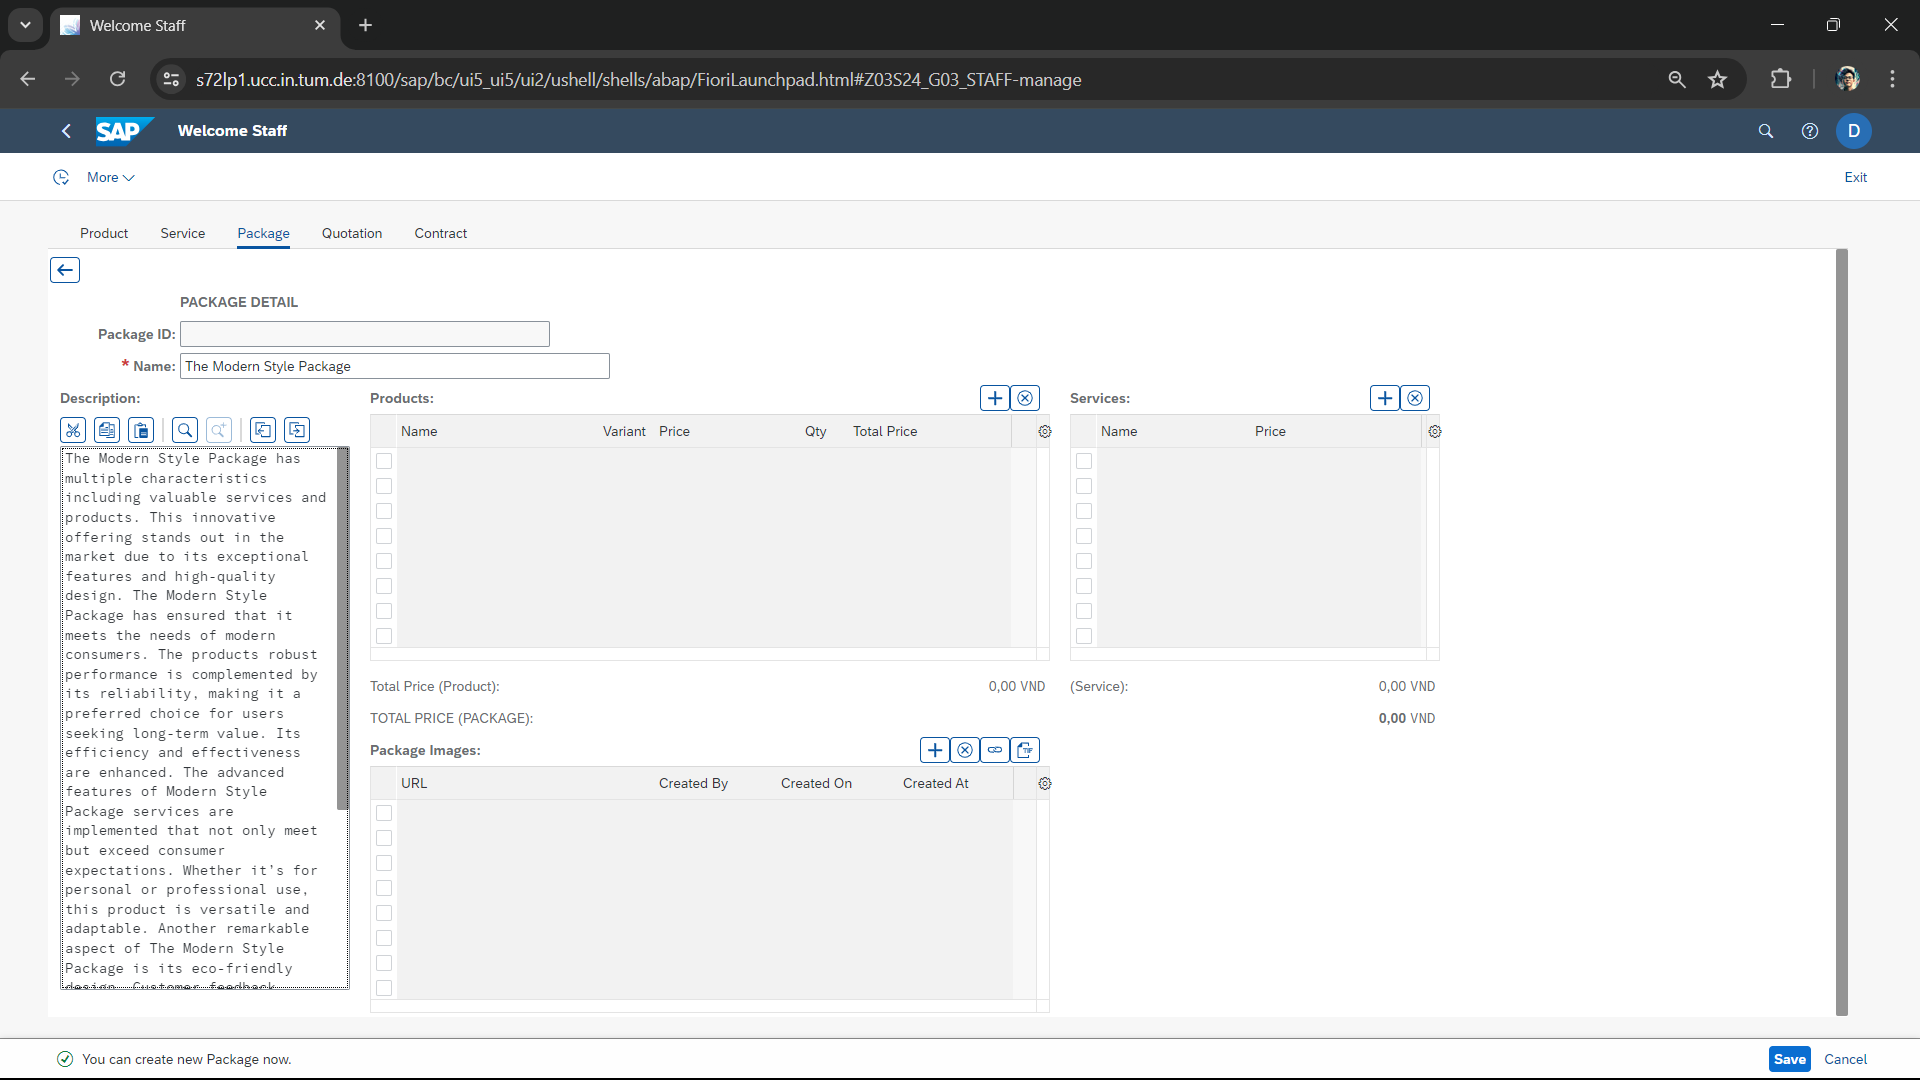 Welcome Staff
s72lp1.ucc.in.tum.de:8100/sap/bc/ui5_ui5/ui2/ushell/shells/abap/FioriLaunchpad.html#Z03S24_G03_STAFF-manage
SAP Welcome Staff D
More Exit
Product Service Package Quotation Contract
PACKAGE DETAIL
Package ID:
* Name: The Modern Style Package
Description:
The Modern Style Package has
multiple characteristics
including valuable services and
products. This innovative
offering stands out in the
market due to its exceptional
features and high-quality
design. The Modern Style
Package has ensured that it
meets the needs of modern
consumers. The products robust
performance is complemented by
its reliability, making it a
preferred choice for users
seeking long-term value. Its
efficiency and effectiveness
are enhanced. The advanced
features of Modern Style
Package services are
implemented that not only meet
but exceed consumer
expectations. Whether it's for
personal or professional use,
this product is versatile and
adaptable. Another remarkable
aspect of The Modern Style
Package is its eco-friendly
design. Customer feedback
Products:
Name Variant Price Qty Total Price
Services:
Name Price
Total Price (Product): 0,00 VND (Service): 0,00 VND
TOTAL PRICE (PACKAGE): 0,00 VND
Package Images:
TIF
URL Created By Created On Created At
You can create new Package now. Save Cancel